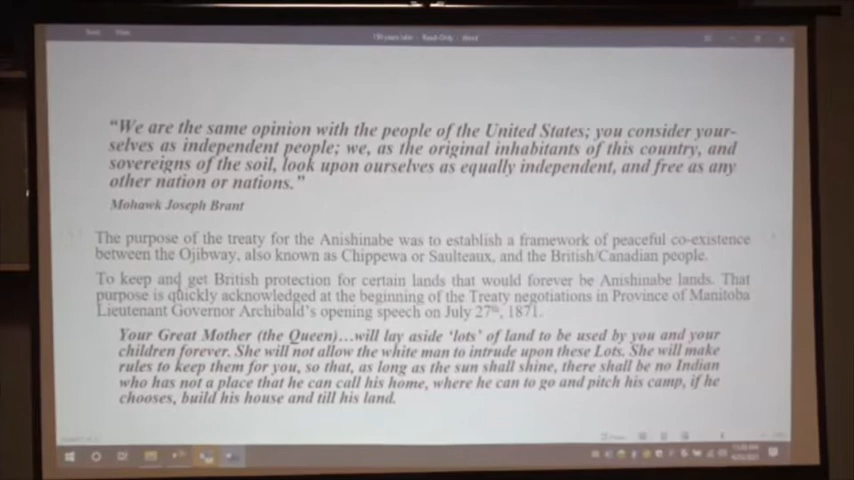 150 years later - Read-Only - Word
“We are the same opinion with the people of the United States; you consider your-
selves as independent people; we, as the original inhabitants of this country, and
sovereigns of the soil, look upon ourselves as equally independent, and free as any
other nation or nations.”
Mohawk Joseph Brant
The purpose of the treaty for the Anishinabe was to establish a framework of peaceful co-existence
between the Ojibway, also known as Chippewa or Saulteaux, and the British/Canadian people.
To keep and get British protection for certain lands that would forever be Anishinabe lands. That
purpose is quickly acknowledged at the beginning of the Treaty negotiations in Province of Manitoba
Lieutenant Governor Archibald’s opening speech on July 27th, 1871.
Your Great Mother (the Queen)…will lay aside ‘lots’ of land to be used by you and your
children forever. She will not allow the white man to intrude upon these Lots. She will make
rules to keep them for you, so that, as long as the sun shall shine, there shall be no Indian
who has not a place that he can call his home, where he can to go and pitch his camp, if he
chooses, build his house and till his land.